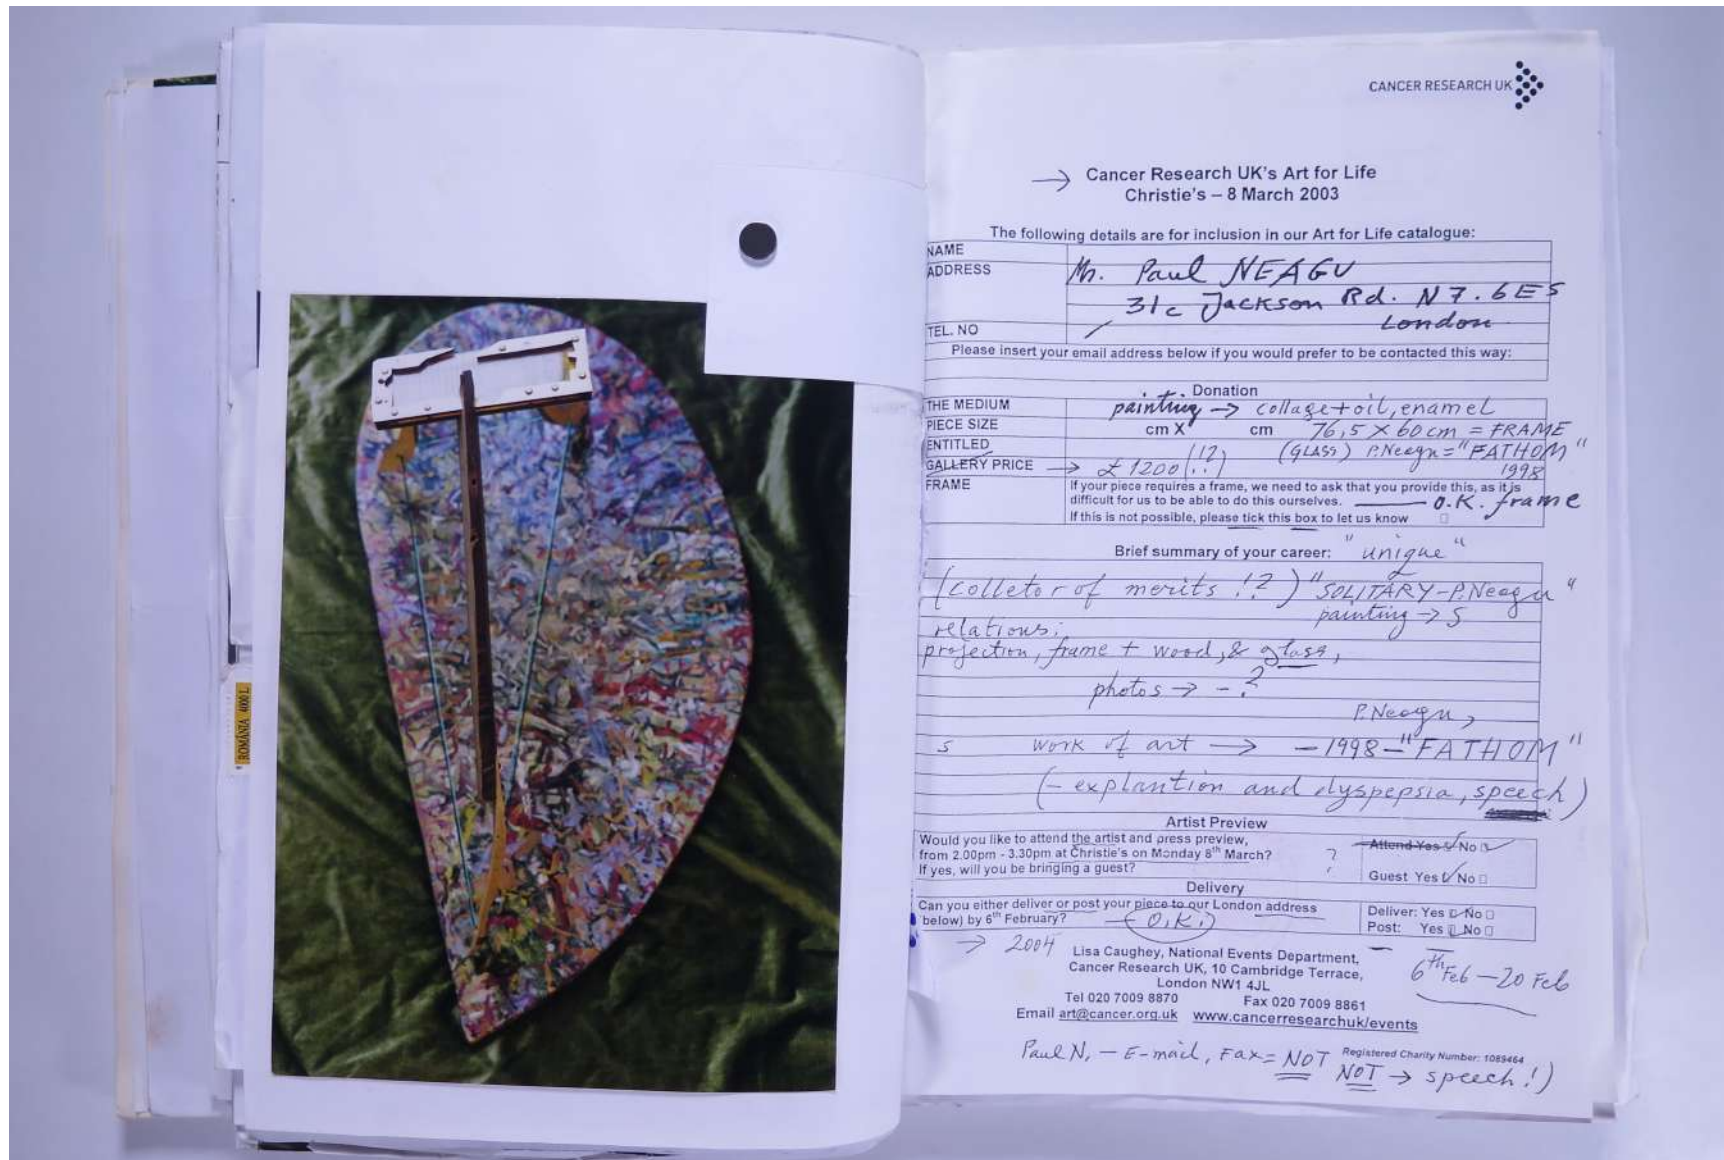 ROMÂNIA 4000 L
CANCER RESEARCH UK
→ Cancer Research UK's Art for Life
Christie's – 8 March 2003
The following details are for inclusion in our Art for Life catalogue:
NAME
ADDRESS Mr. Paul NEAGU
31c Jackson Rd. N7. 6ES
London
TEL. NO
Please insert your email address below if you would prefer to be contacted this way:
Donation
THE MEDIUM painting → collage + oil, enamel
PIECE SIZE cm X cm 76,5 X 60 cm = FRAME
ENTITLED (GLASS) P.Neagu = "FATHOM"
GALLERY PRICE → £1200 (!?) 1998
FRAME If your piece requires a frame, we need to ask that you provide this, as it is
difficult for us to be able to do this ourselves. — O.K. frame
If this is not possible, please tick this box to let us know
Brief summary of your career: "unique"
(colletor of merits !?) "SOLITARY – P.Neagu"
painting → S
relations:
projection, frame + wood, & glass,
photos → – ?
P.Neagu,
S work of art → – 1998 – "FATHOM"
(– explantion and dyspepsia, speech)
Artist Preview
Would you like to attend the artist and press preview,
from 2.00pm - 3.30pm at Christie's on Monday 8th March? ? Attend Yes No
If yes, will you be bringing a guest? Guest Yes No
Delivery
Can you either deliver or post your piece to our London address
below) by 6th February? – (O.K.) Deliver: Yes No
Post: Yes No
→ 2004
Lisa Caughey, National Events Department,
Cancer Research UK, 10 Cambridge Terrace,
London NW1 4JL
6th Feb – 20 Feb
Tel 020 7009 8870 Fax 020 7009 8861
Email art@cancer.org.uk www.cancerresearchuk/events
Registered Charity Number: 1089464
Paul N, – E-mail, Fax = NOT
NOT → speech!)